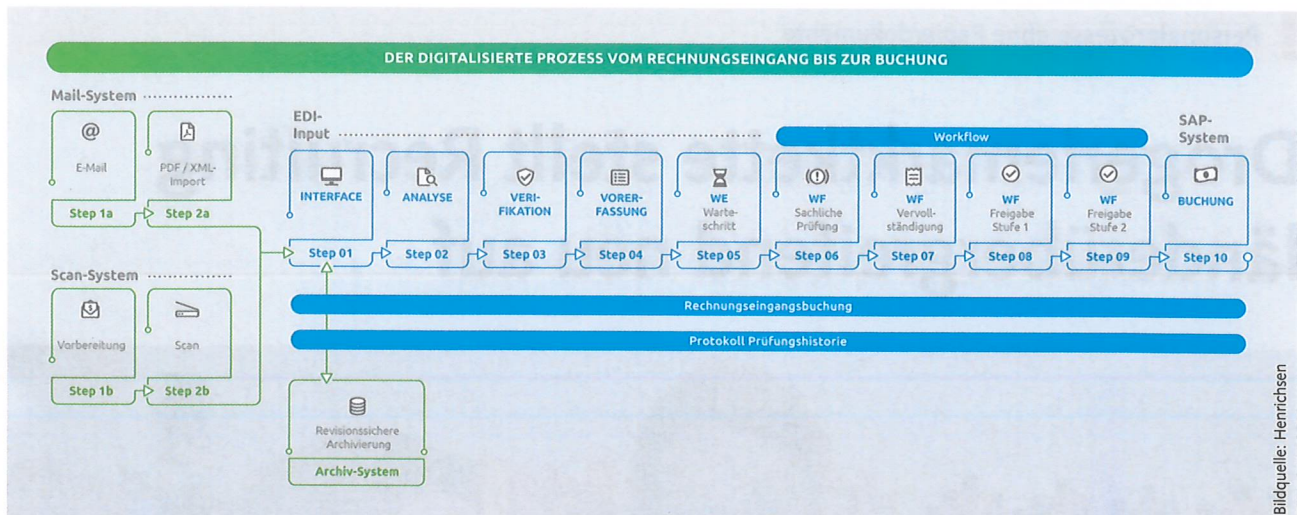 DER DIGITALISIERTE PROZESS VOM RECHNUNGSEINGANG BIS ZUR BUCHUNG
Mail-System
@
E-Mail
Step 1a
PDF / XML-
Import
Step 2a
Scan-System
Vorbereitung
Step 1b
Scan
Step 2b
EDI-
Input
INTERFACE
Step 01
ANALYSE
Step 02
VERI-
FIKATION
Step 03
VORER-
FASSUNG
Step 04
WE
Warte-
schritt
Step 05
Workflow
WF
Sachliche
Prüfung
Step 06
WF
Vervoll-
ständigung
Step 07
WF
Freigabe
Stufe 1
Step 08
WF
Freigabe
Stufe 2
Step 09
SAP-
System
BUCHUNG
Step 10
Rechnungseingangsbuchung
Protokoll Prüfungshistorie
Revisionssichere
Archivierung
Archiv-System
Bildquelle: Henrichsen